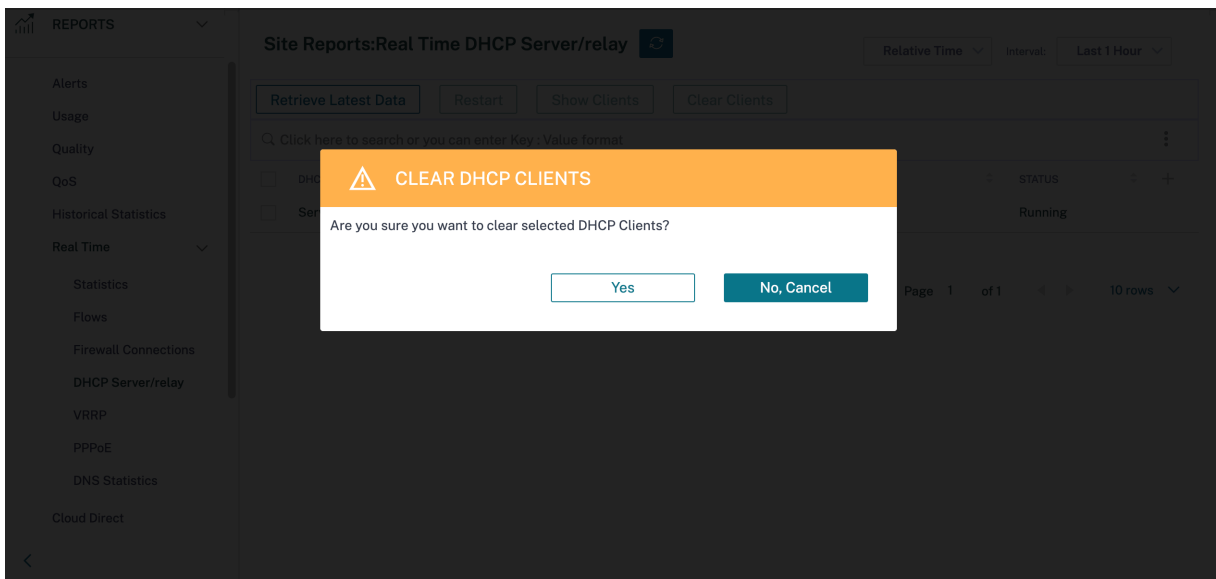 REPORTS
Site Reports:Real Time DHCP Server/relay
Relative Time
Interval:
Last 1 Hour
Alerts
Usage
Quality
QoS
Historical Statistics
Real Time
Statistics
Flows
Firewall Connections
DHCP Server/relay
VRRP
PPPoE
DNS Statistics
Cloud Direct
Retrieve Latest Data
Restart
Show Clients
Clear Clients
Click here to search or you can enter Key : Value format
DHC
STATUS
Ser
Running
CLEAR DHCP CLIENTS
Are you sure you want to clear selected DHCP Clients?
Yes
No, Cancel
Page 1 of 1
10 rows